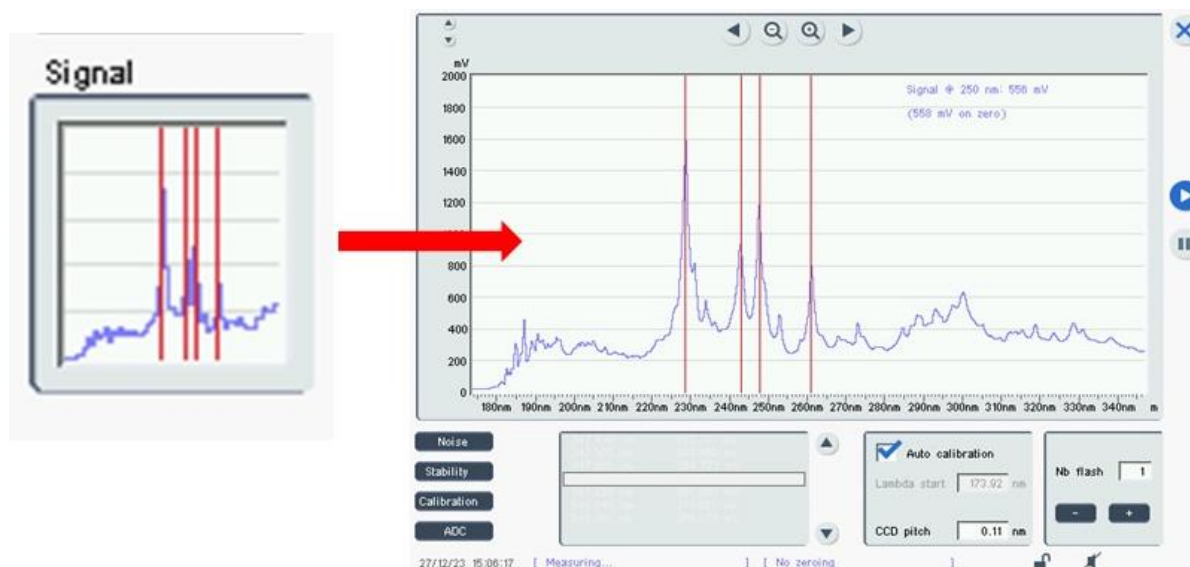 Signal
mV
2000
Signal @ 250 nm: 556 mV
(558 mV on zero)
1800
1600
1400
1200
800
600
400
200
0
180nm 190nm 200nm 210nm 220nm 230nm 240nm 250nm 260nm 270nm 280nm 290nm 300nm 310nm 320nm 330nm 340nm
Noise
Stability
Calibration
ADC
Auto calibration
Lambda start 173.92 nm
CCD pitch 0.11 nm
Nb flash 1
- +
27/12/23 15:06:17 [ Measuring... ] [ No zeroing ]